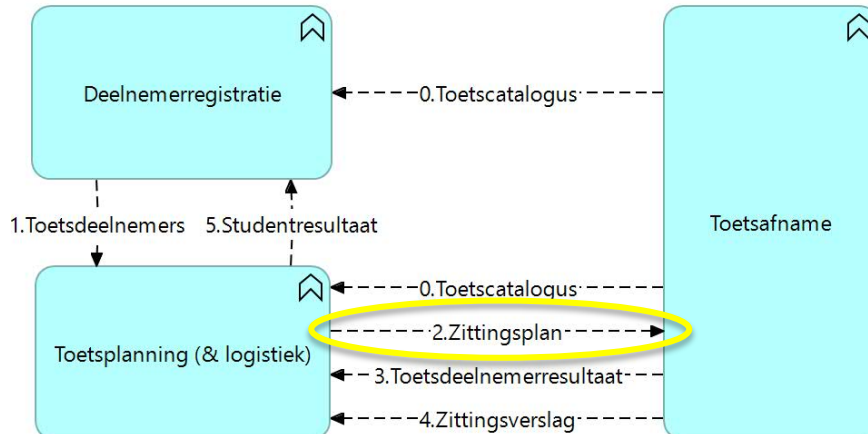 Deelnemerregistratie
0.Toetscatalogus
1.Toetsdeelnemers
5.Studentresultaat
Toetsafname
0.Toetscatalogus
2.Zittingsplan
Toetsplanning (& logistiek)
3.Toetsdeelnemerresultaat
4.Zittingsverslag